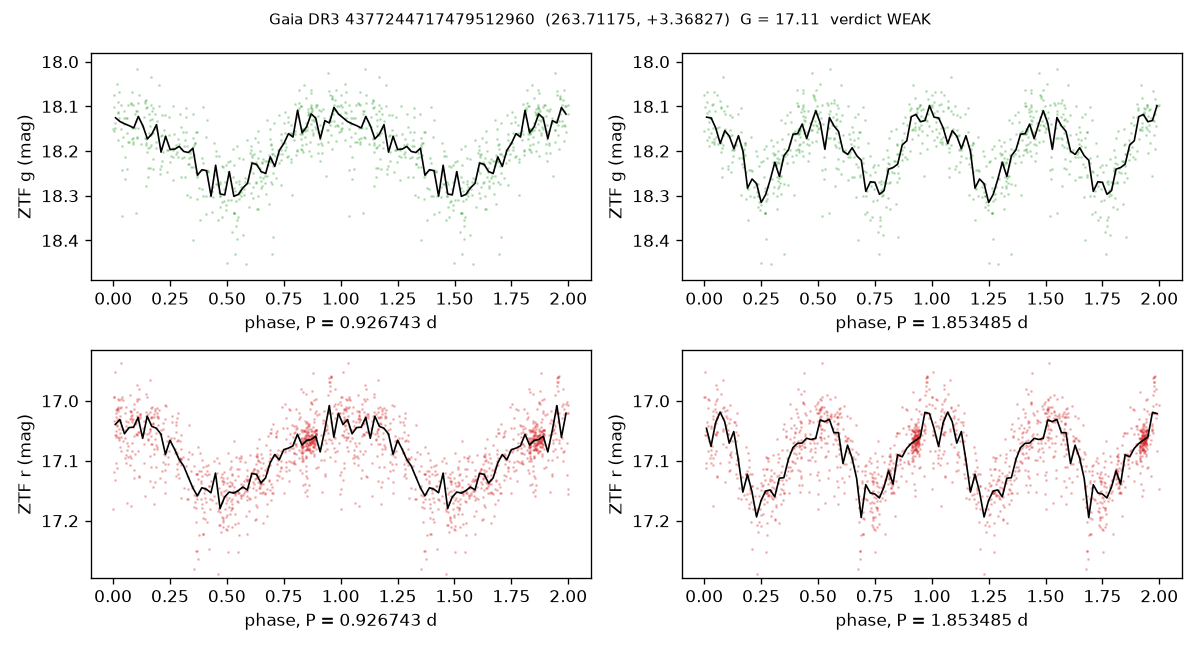 Gaia DR3 4377244717479512960 (263.71175, +3.36827) G = 17.11 verdict WEAK
ZTF g (mag)
18.0
18.1
18.2
18.3
18.4
0.00 0.25 0.50 0.75 1.00 1.25 1.50 1.75 2.00
phase, P = 0.926743 d
ZTF g (mag)
18.0
18.1
18.2
18.3
18.4
0.00 0.25 0.50 0.75 1.00 1.25 1.50 1.75 2.00
phase, P = 1.853485 d
ZTF r (mag)
17.0
17.1
17.2
0.00 0.25 0.50 0.75 1.00 1.25 1.50 1.75 2.00
phase, P = 0.926743 d
ZTF r (mag)
17.0
17.1
17.2
0.00 0.25 0.50 0.75 1.00 1.25 1.50 1.75 2.00
phase, P = 1.853485 d